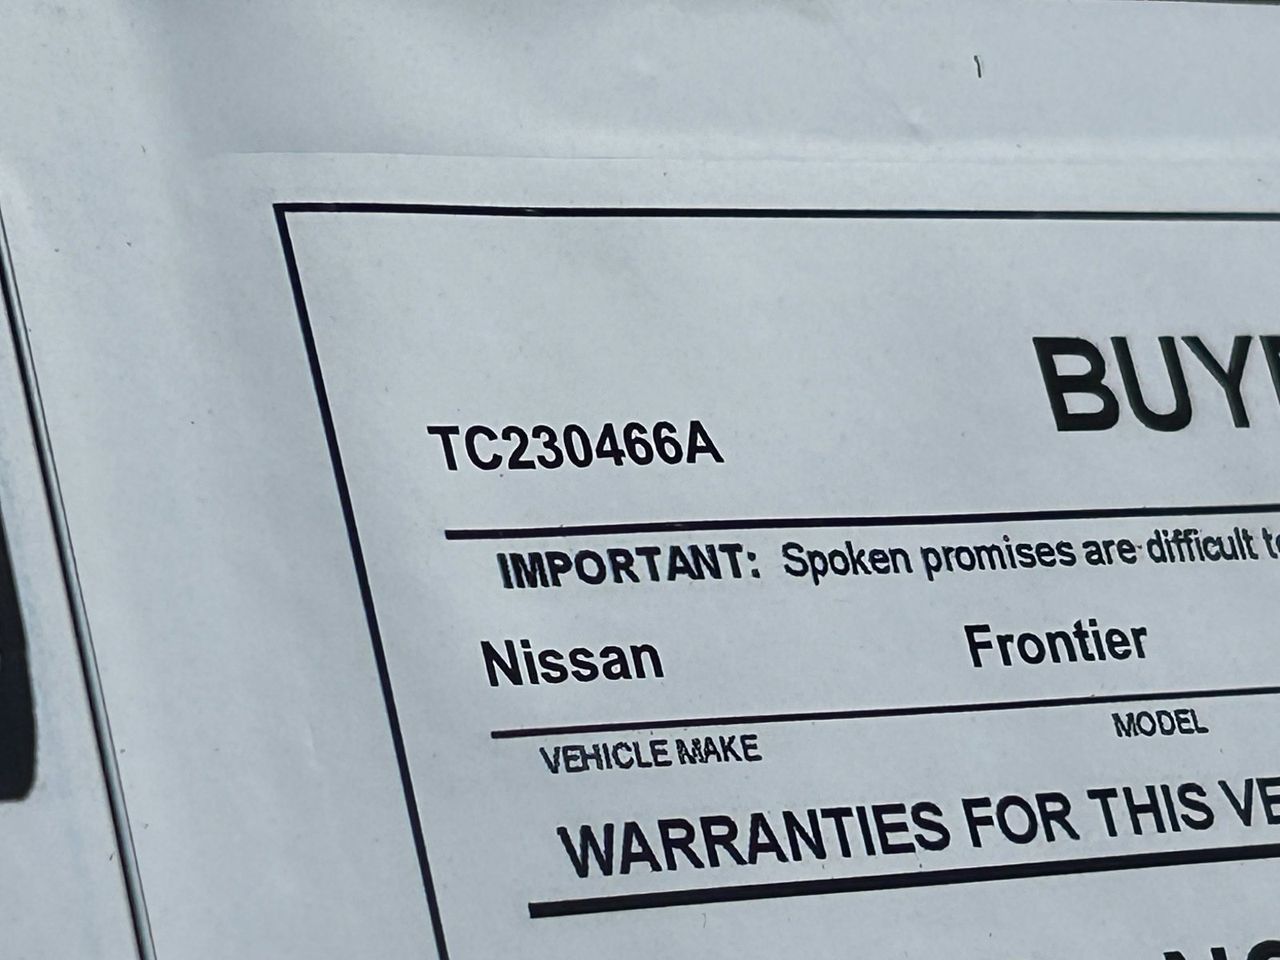 BUY
TC230466A
IMPORTANT: Spoken promises are difficult
Nissan Frontier
VEHICLE MAKE MODEL
WARRANTIES FOR THIS